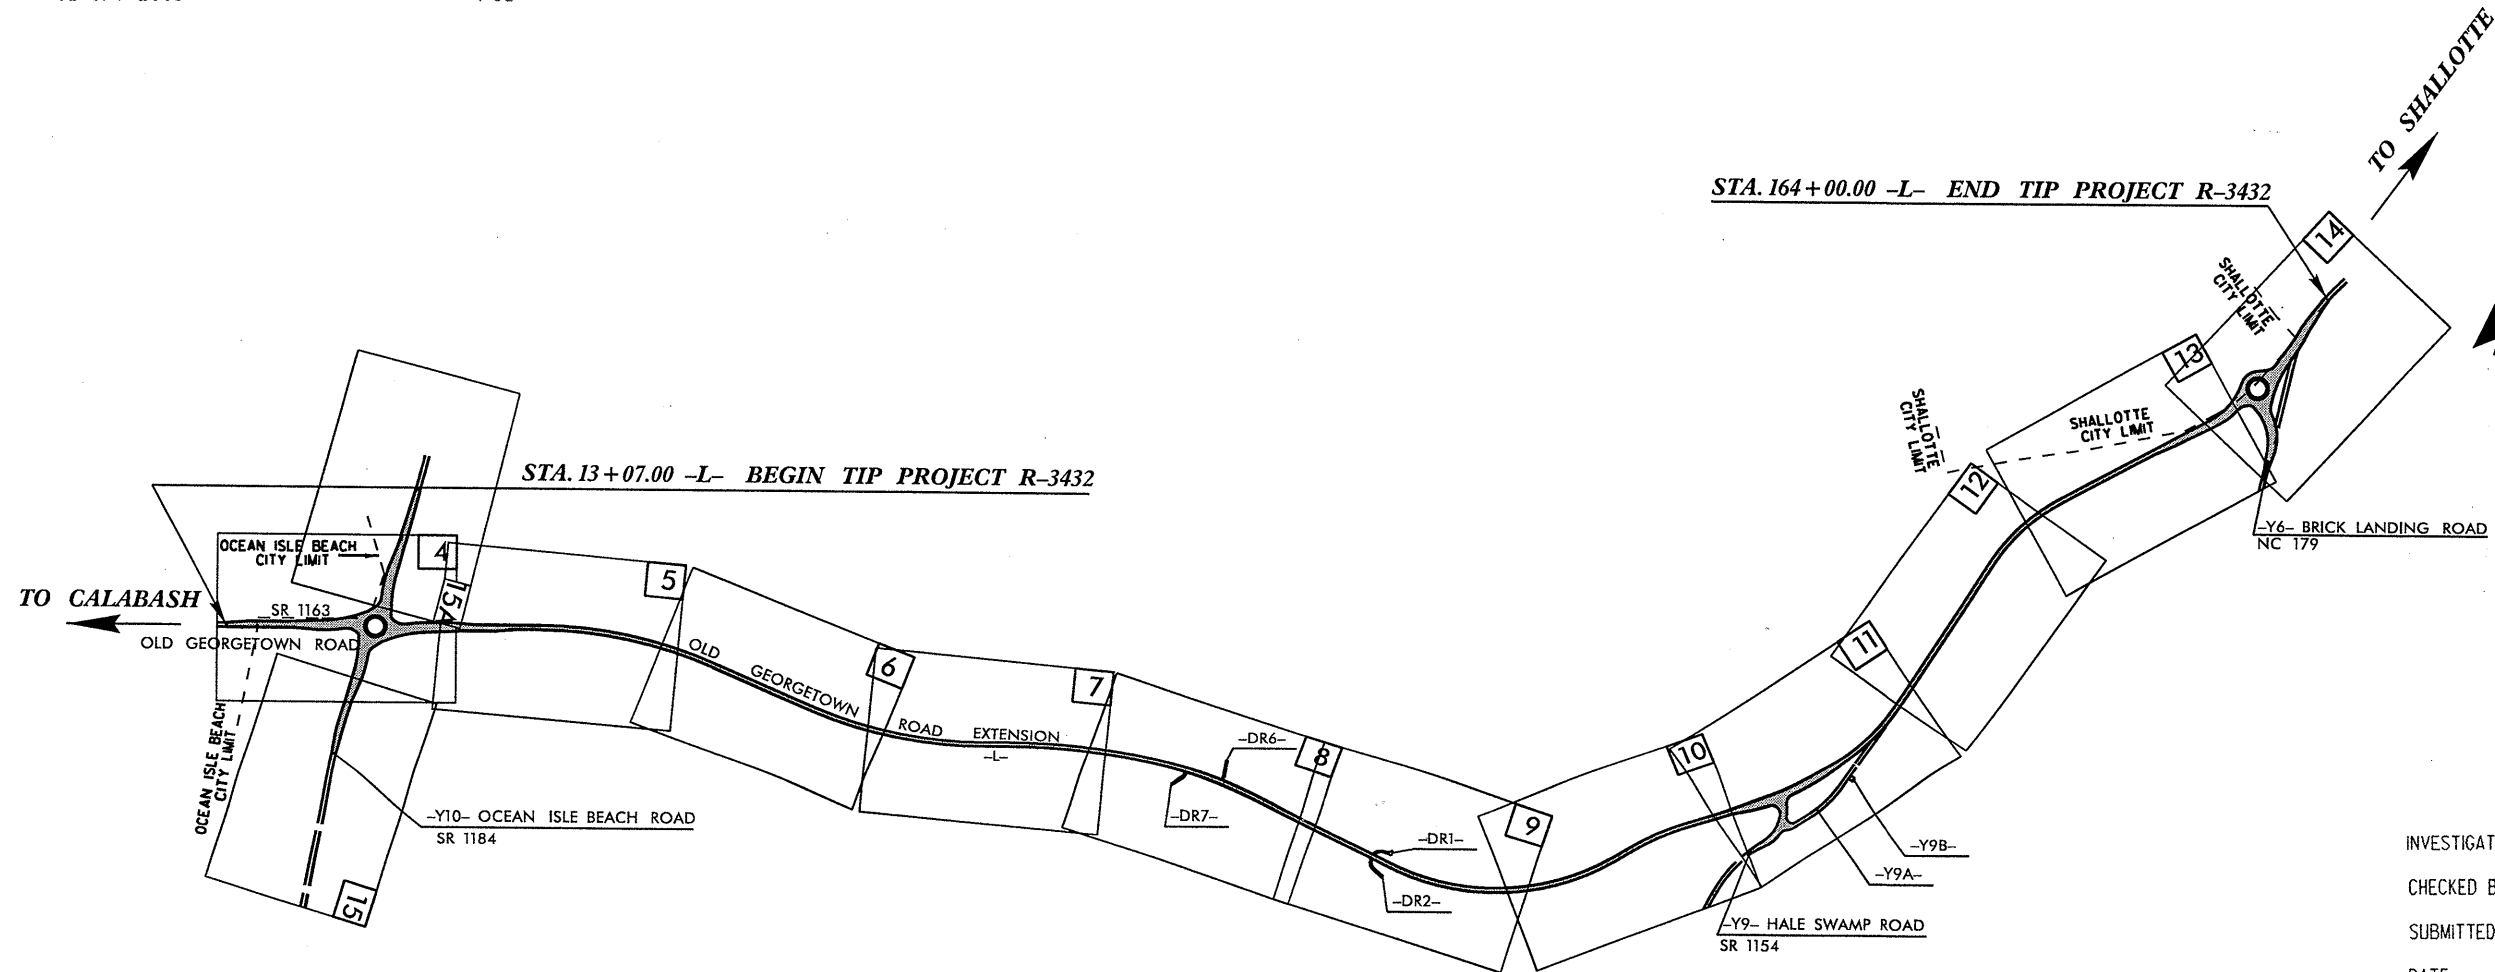 TO SHALLOTTE
STA. 164+00.00 -L- END TIP PROJECT R-3432
14
SHALLOTTE
CITY LIMIT
13
SHALLOTTE
CITY LIMIT
SHALLOTTE
CITY LIMIT
12
STA. 13+07.00 -L- BEGIN TIP PROJECT R-3432
-Y6- BRICK LANDING ROAD
NC 179
OCEAN ISLE BEACH
CITY LIMIT
4
5
15A
TO CALABASH
SR 1163
OLD GEORGETOWN ROAD
OLD GEORGETOWN ROAD EXTENSION
-L-
6
7
11
-DR6-
8
10
OCEAN ISLE BEACH
CITY LIMIT
-Y10- OCEAN ISLE BEACH ROAD
SR 1184
-DR7-
9
-DR1-
-DR2-
-Y9B-
-Y9A-
15
-Y9- HALE SWAMP ROAD
SR 1154
INVESTIGAT
CHECKED B
SUBMITTED